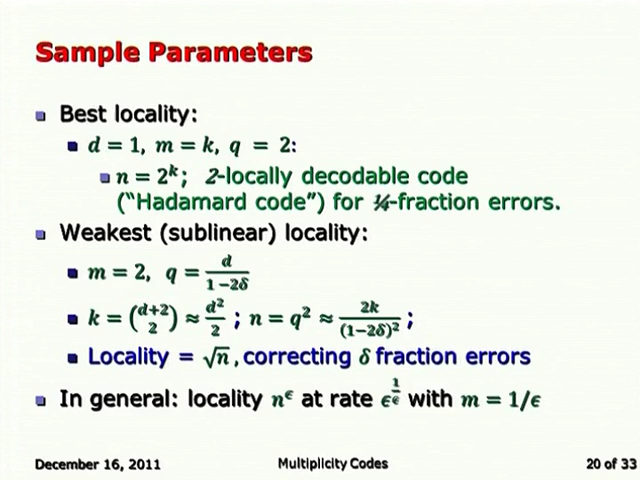 Sample Parameters
Best locality:
d = 1, m = k, q = 2:
n = 2^k; 2-locally decodable code
("Hadamard code") for ¼-fraction errors.
Weakest (sublinear) locality:
m = 2, q = d/(1−2δ)
k = (d+2 choose 2) ≈ d²/2 ; n = q² ≈ 2k/(1−2δ)² ;
Locality = √n, correcting δ fraction errors
In general: locality n^ϵ at rate ϵ^(1/ϵ) with m = 1/ϵ
December 16, 2011 Multiplicity Codes 20 of 33